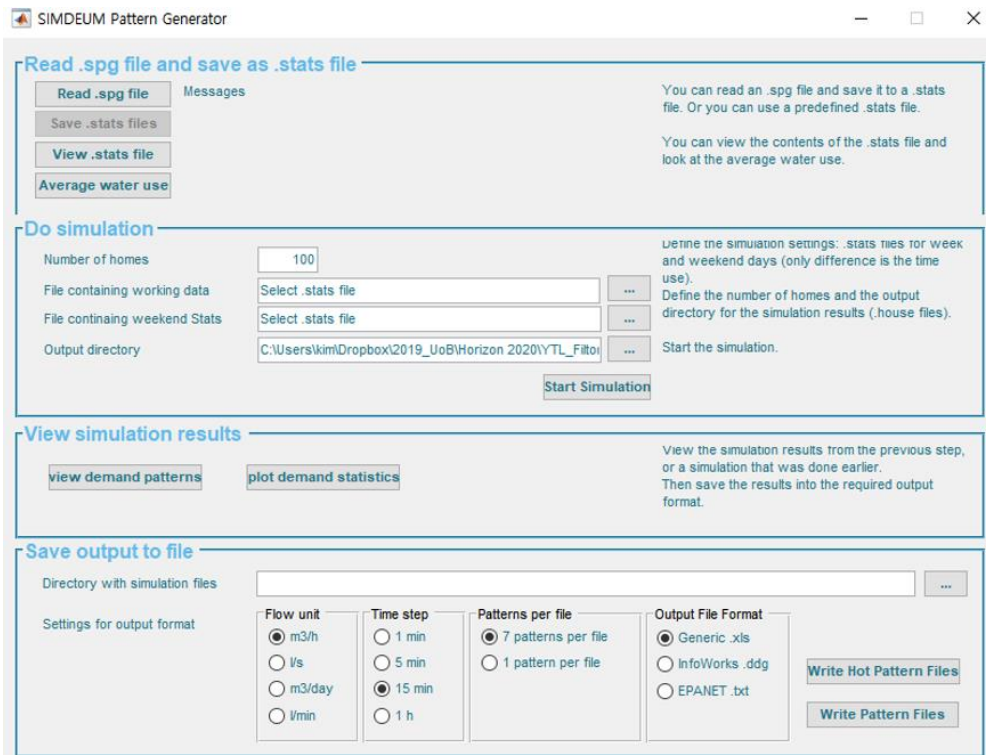 SIMDEUM Pattern Generator
Read .spg file and save as .stats file
Read .spg file
Messages
You can read an .spg file and save it to a .stats
file. Or you can use a predefined .stats file.
Save .stats files
View .stats file
You can view the contents of the .stats file and
look at the average water use.
Average water use
Do simulation
Define the simulation settings: .stats files for week
and weekend days (only difference is the time
use).
Define the number of homes and the output
directory for the simulation results (.house files).
Start the simulation.
Number of homes 100
File containing working data Select .stats file ...
File continaing weekend Stats Select .stats file ...
Output directory C:\Users\kim\Dropbox\2019_UoB\Horizon 2020\YTL_Filto ...
Start Simulation
View simulation results
View the simulation results from the previous step,
or a simulation that was done earlier.
Then save the results into the required output
format.
view demand patterns plot demand statistics
Save output to file
Directory with simulation files ...
Settings for output format
Flow unit
m3/h
l/s
m3/day
l/min
Time step
1 min
5 min
15 min
1 h
Patterns per file
7 patterns per file
1 pattern per file
Output File Format
Generic .xls
InfoWorks .ddg
EPANET .txt
Write Hot Pattern Files
Write Pattern Files